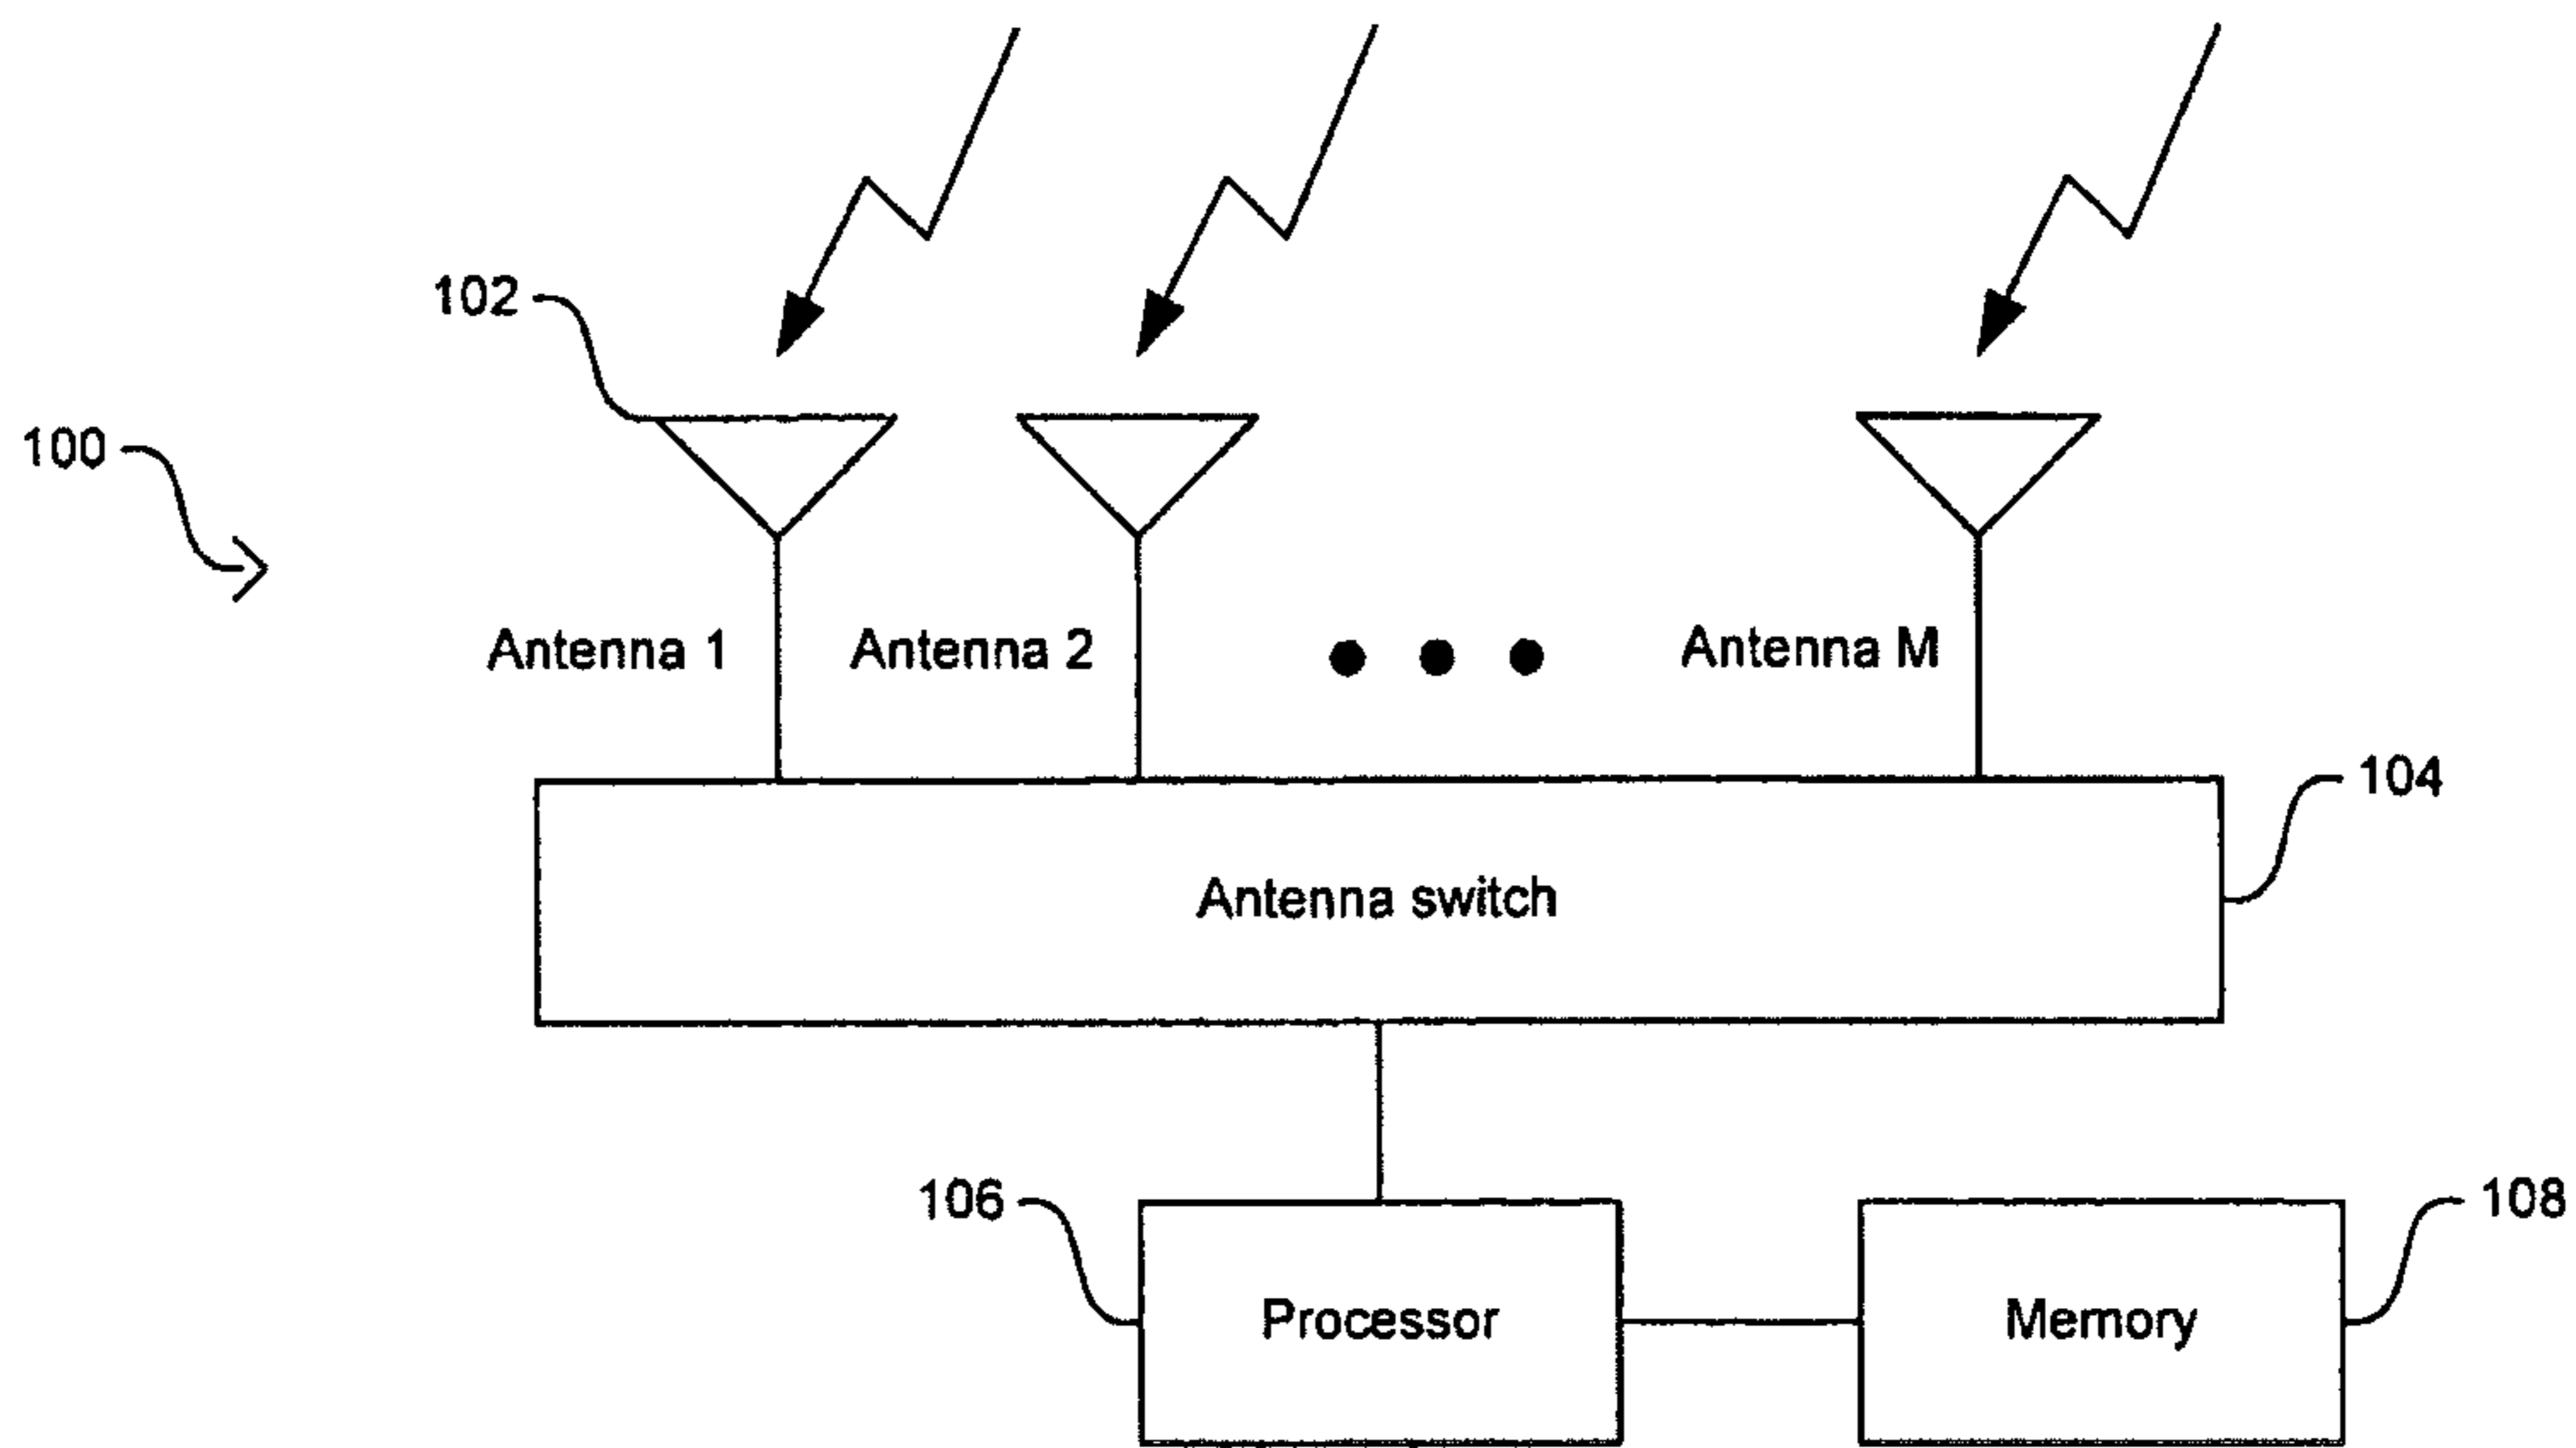 102
100
Antenna 1 Antenna 2 Antenna M
104
Antenna switch
106
108
Processor
Memory